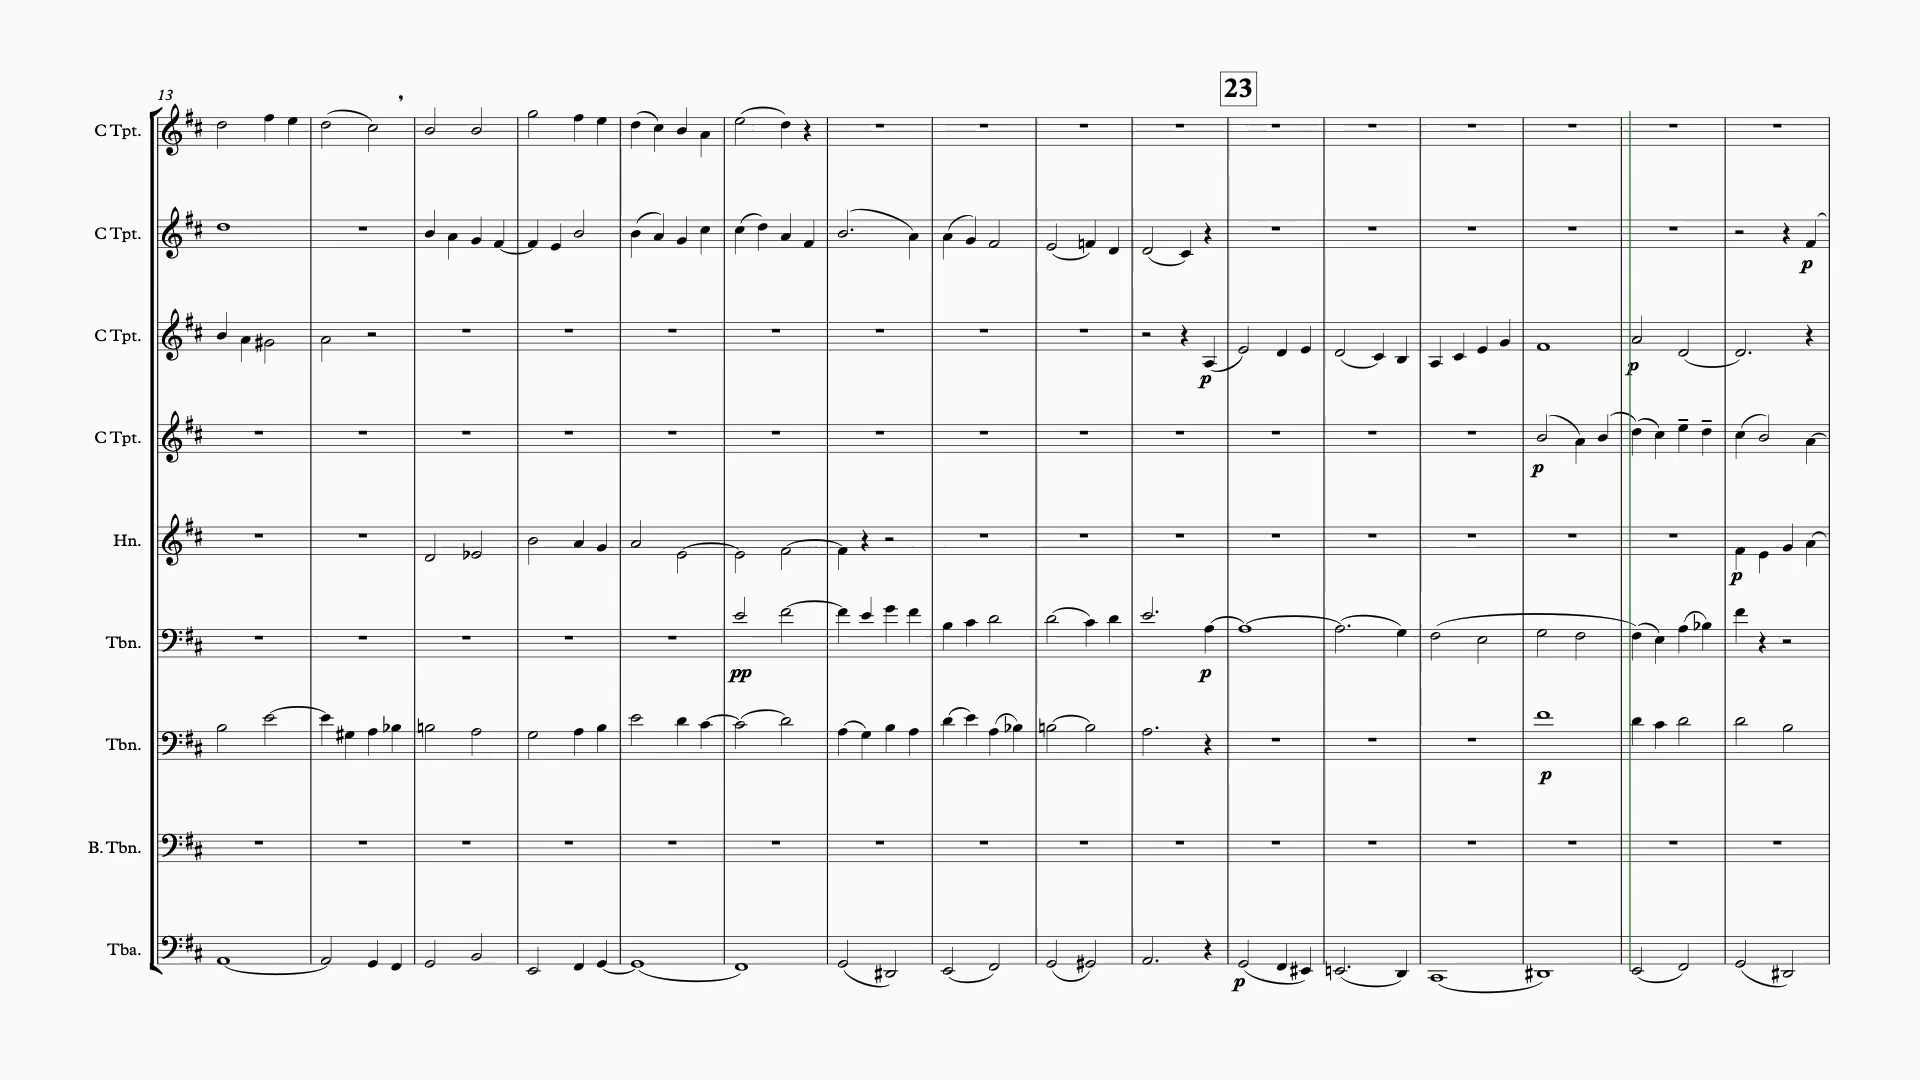 23
13
,
C Tpt.
C Tpt.
p
C Tpt.
p
p
C Tpt.
p
Hn.
p
Tbn.
pp
p
Tbn.
p
B. Tbn.
Tba.
p